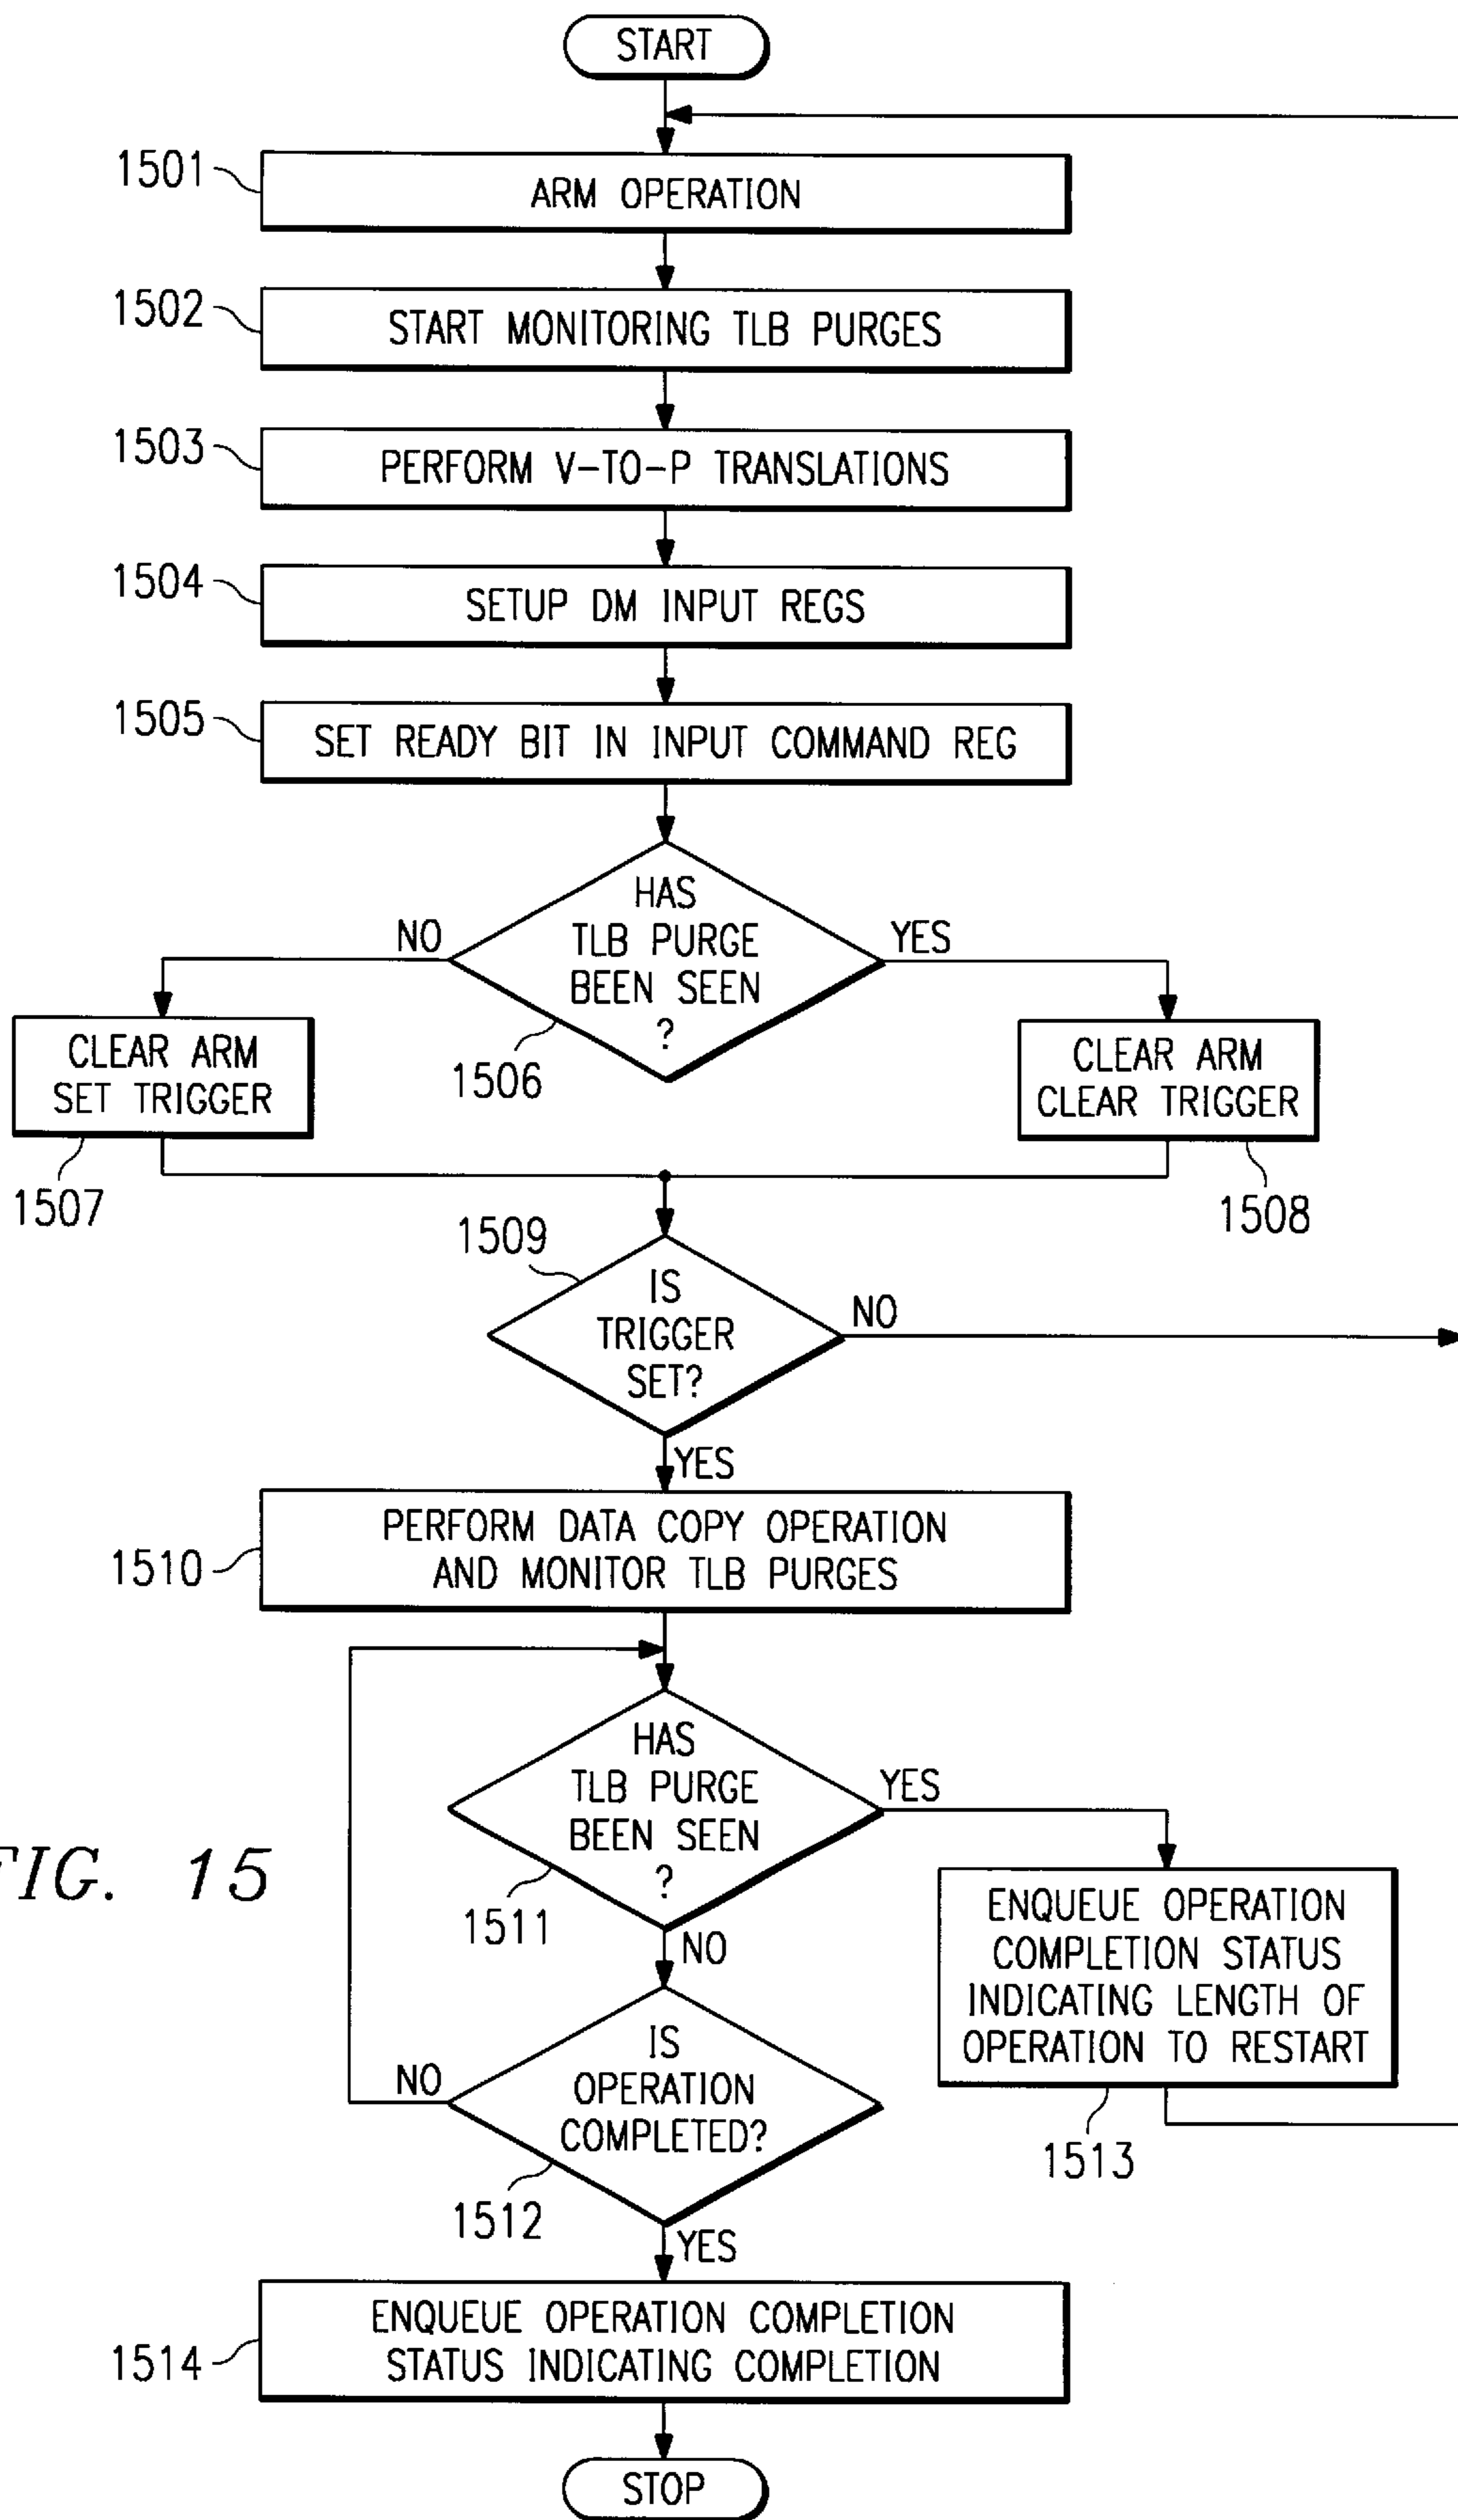 START
1501
ARM OPERATION
1502
START MONITORING TLB PURGES
1503
PERFORM V-TO-P TRANSLATIONS
1504
SETUP DM INPUT REGS
1505
SET READY BIT IN INPUT COMMAND REG
HAS
TLB PURGE
BEEN SEEN
?
NO
YES
1506
CLEAR ARM
SET TRIGGER
1507
CLEAR ARM
CLEAR TRIGGER
1508
1509
IS
TRIGGER
SET?
NO
YES
1510
PERFORM DATA COPY OPERATION
AND MONITOR TLB PURGES
HAS
TLB PURGE
BEEN SEEN
?
YES
1511
NO
FIG. 15
ENQUEUE OPERATION
COMPLETION STATUS
INDICATING LENGTH OF
OPERATION TO RESTART
1513
IS
OPERATION
COMPLETED?
NO
1512
YES
1514
ENQUEUE OPERATION COMPLETION
STATUS INDICATING COMPLETION
STOP